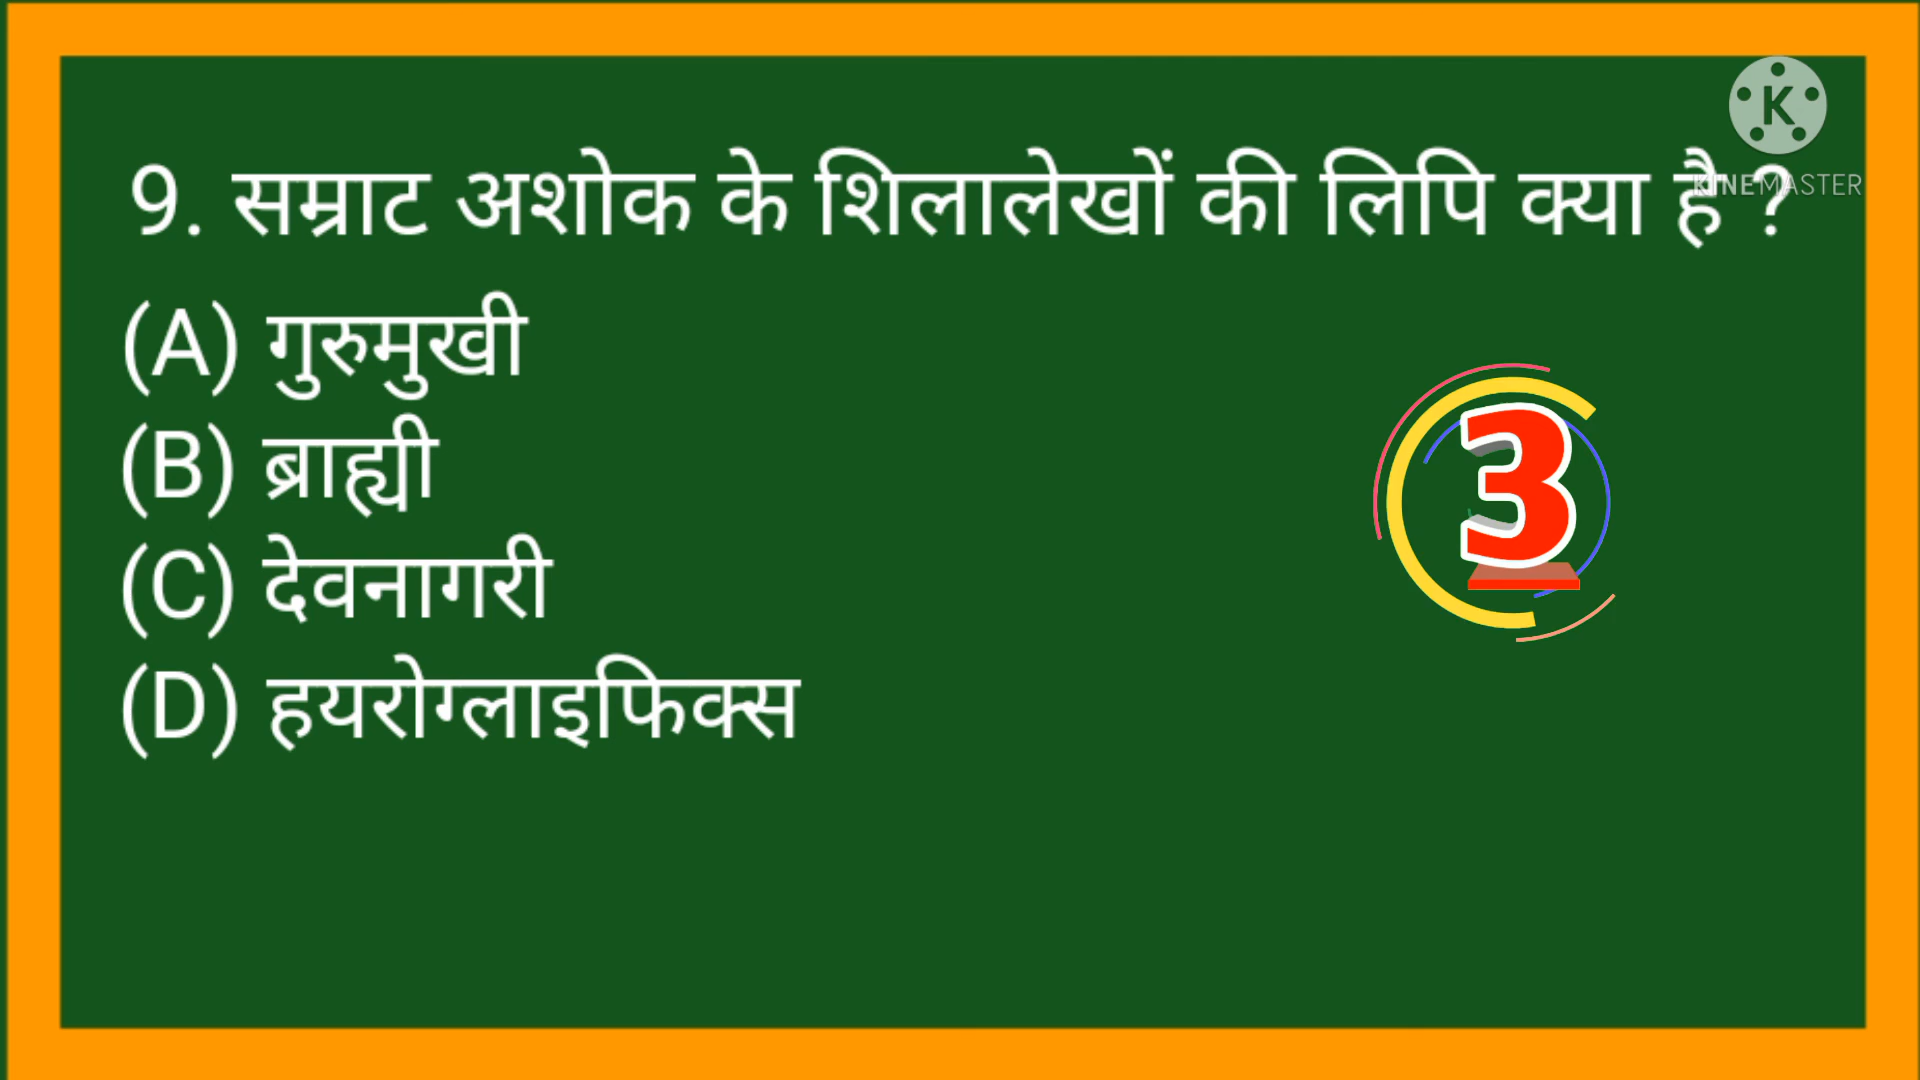 K
KINEMASTER
9. सम्राट अशोक के शिलालेखों की लिपि क्या है ?
(A) गुरुमुखी
(B) ब्राह्यी
(C) देवनागरी
(D) हयरोग्लाइफिक्स
3